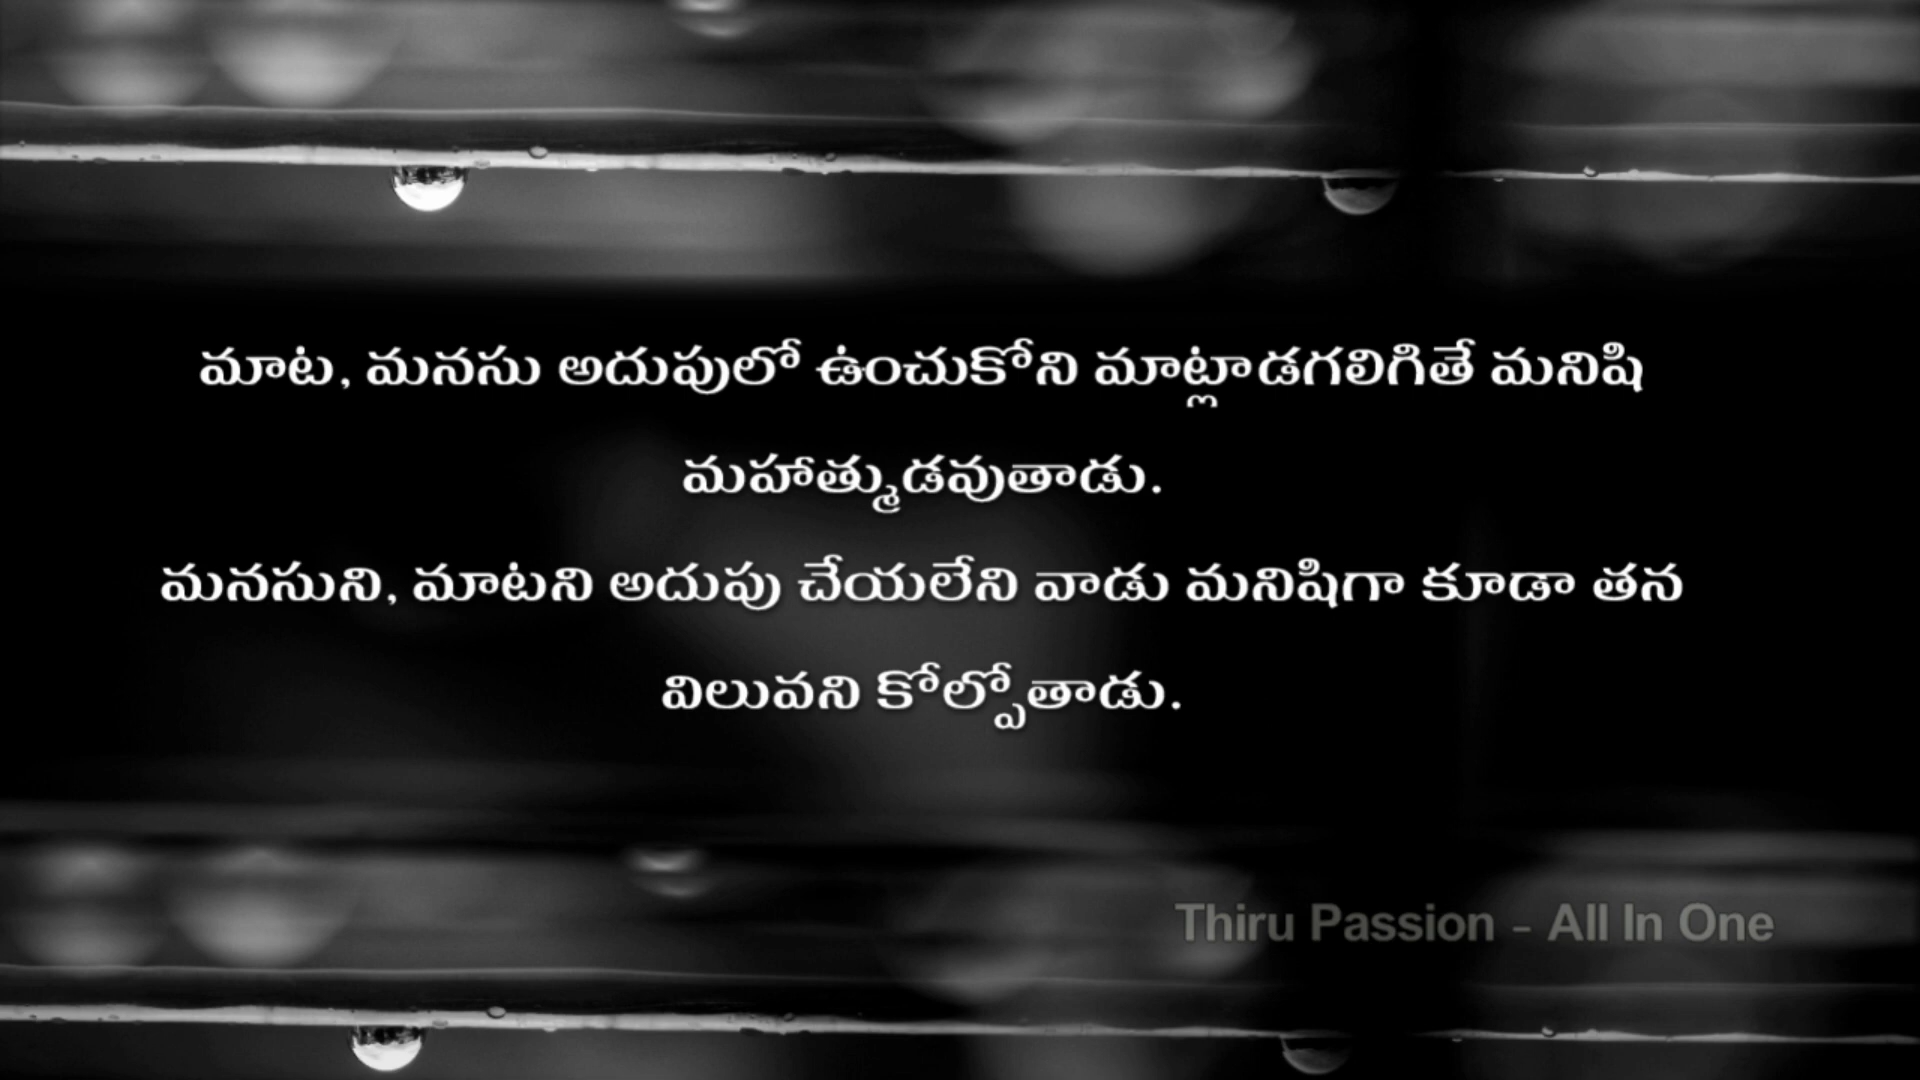 మాట, మనసు అదుపులో ఉంచుకోని మాట్లాడగలిగితే మనిషి
మహాత్ముడవుతాడు.
మనసుని, మాటని అదుపు చేయలేని వాడు మనిషిగా కూడా తన
విలువని కోల్పోతాడు.
Thiru Passion - All In One